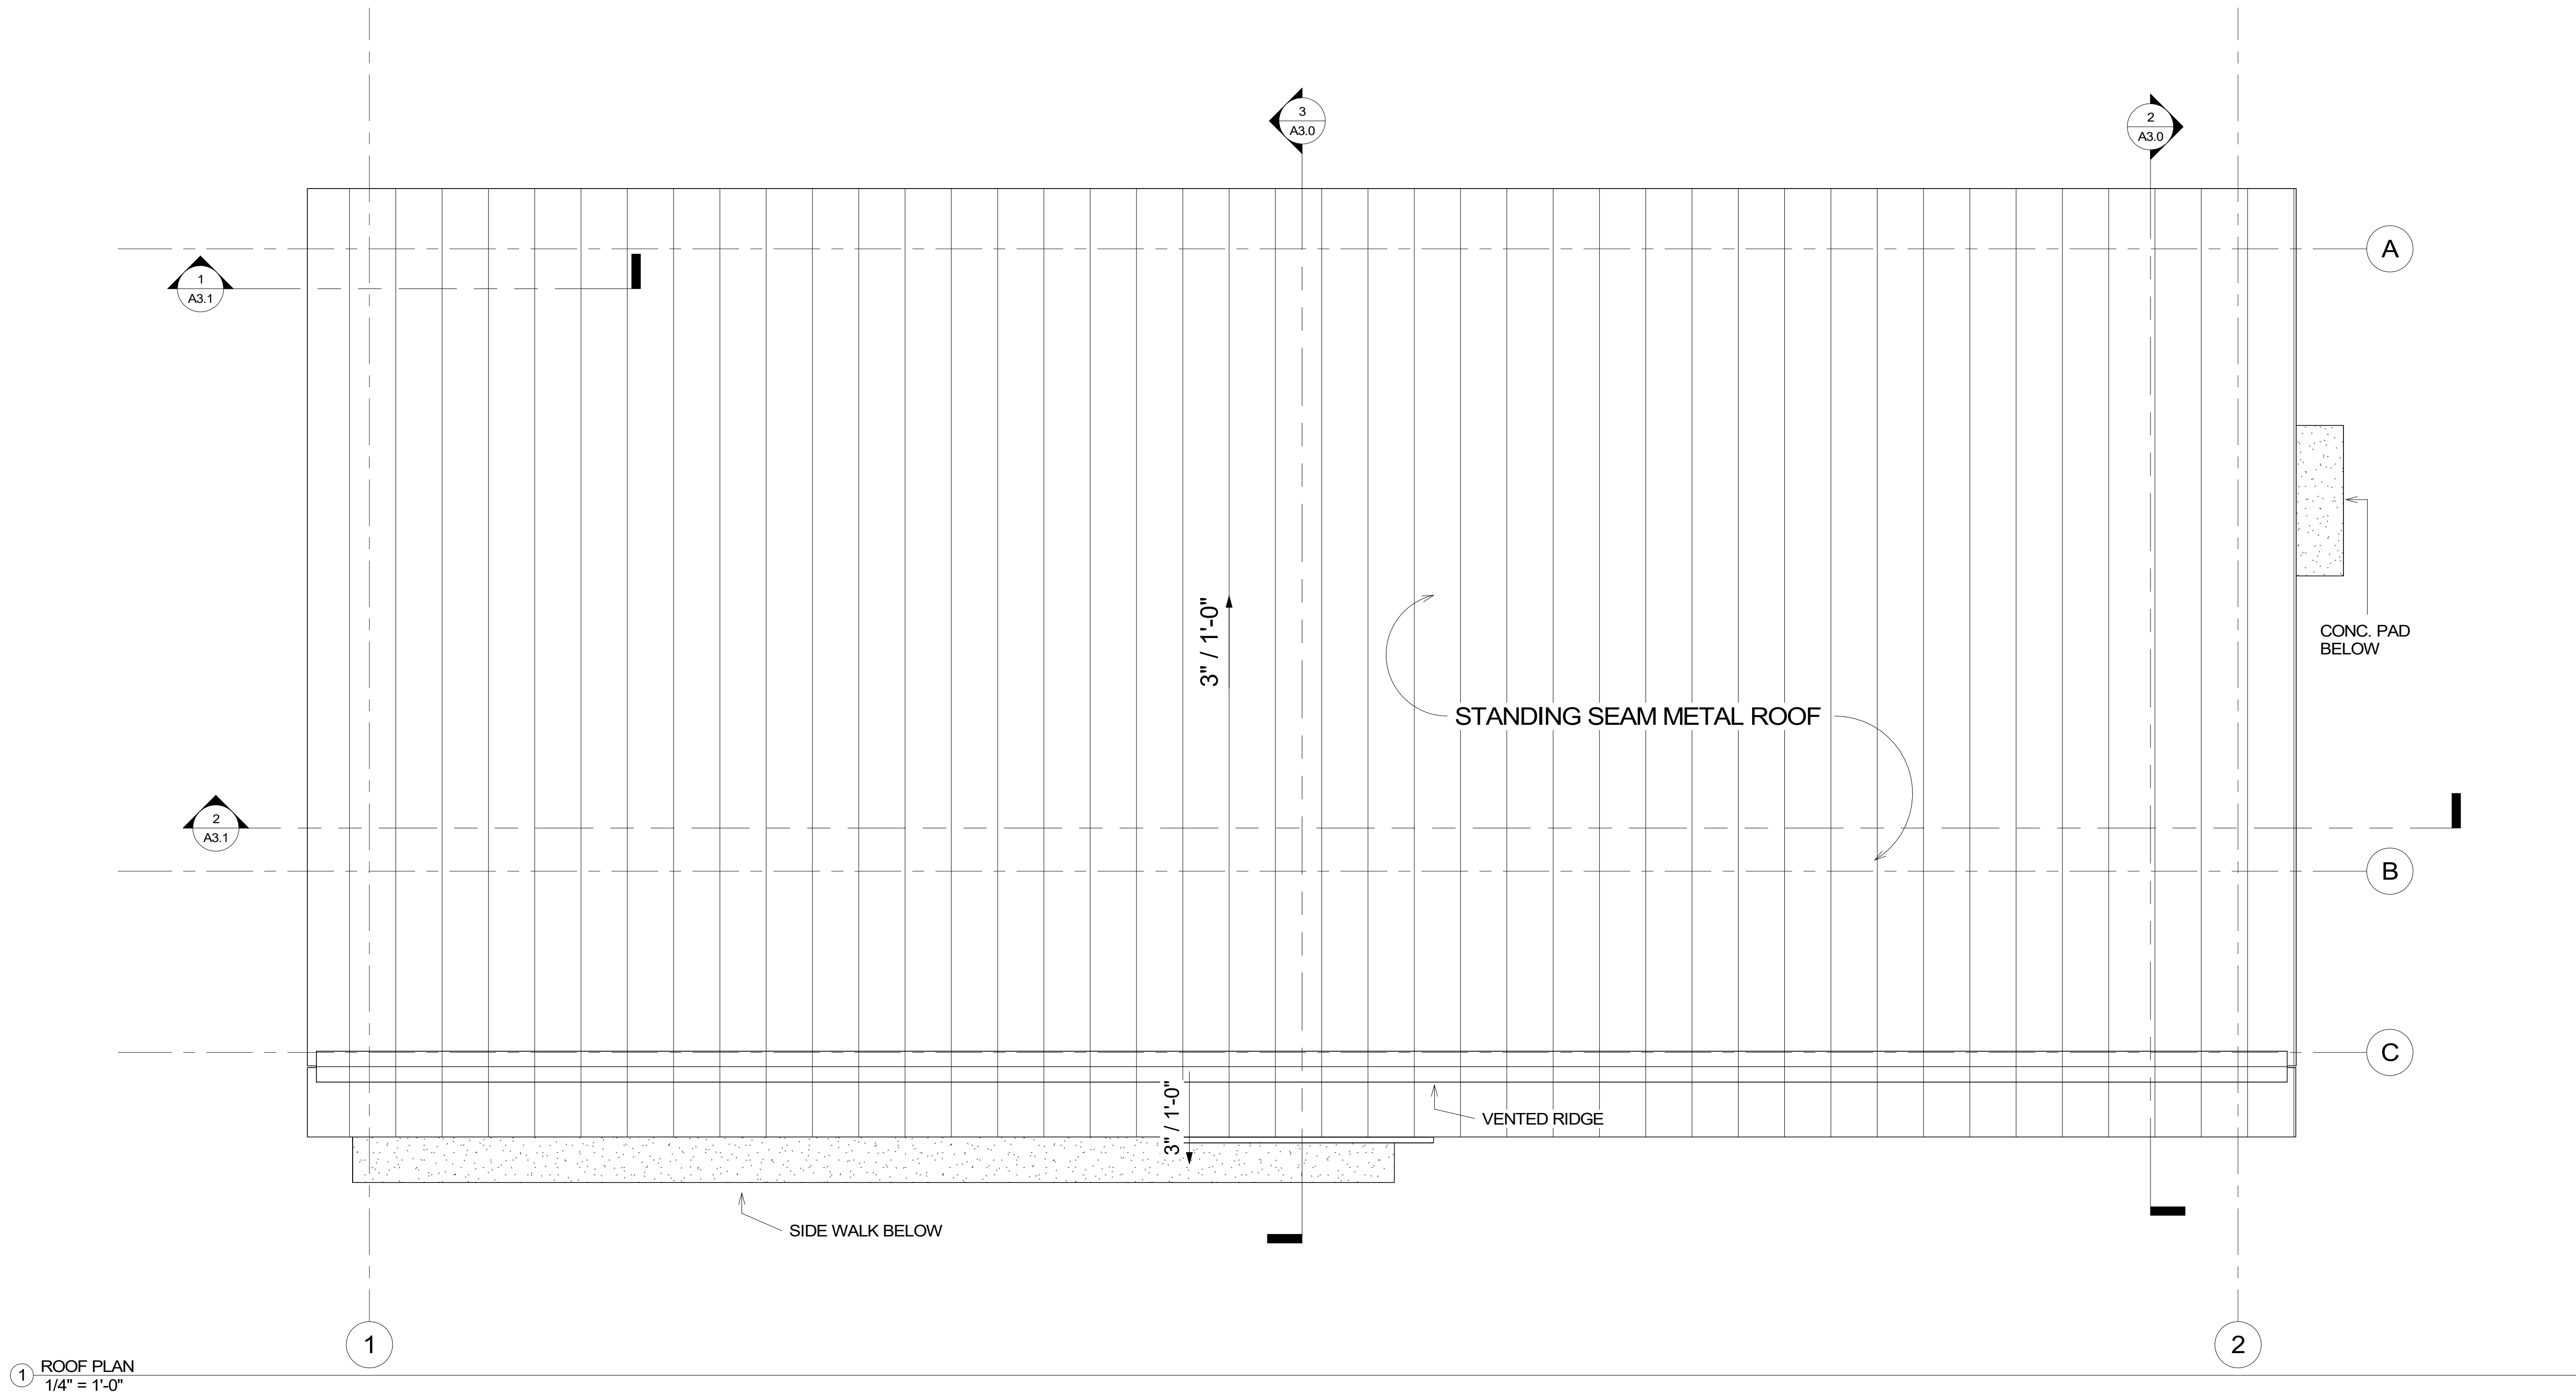 3
A3.0
2
A3.0
A
1
A3.1
3" / 1'-0"
CONC. PAD
BELOW
STANDING SEAM METAL ROOF
2
A3.1
B
C
3" / 1'-0"
VENTED RIDGE
SIDE WALK BELOW
1
2
1
ROOF PLAN
1/4" = 1'-0"